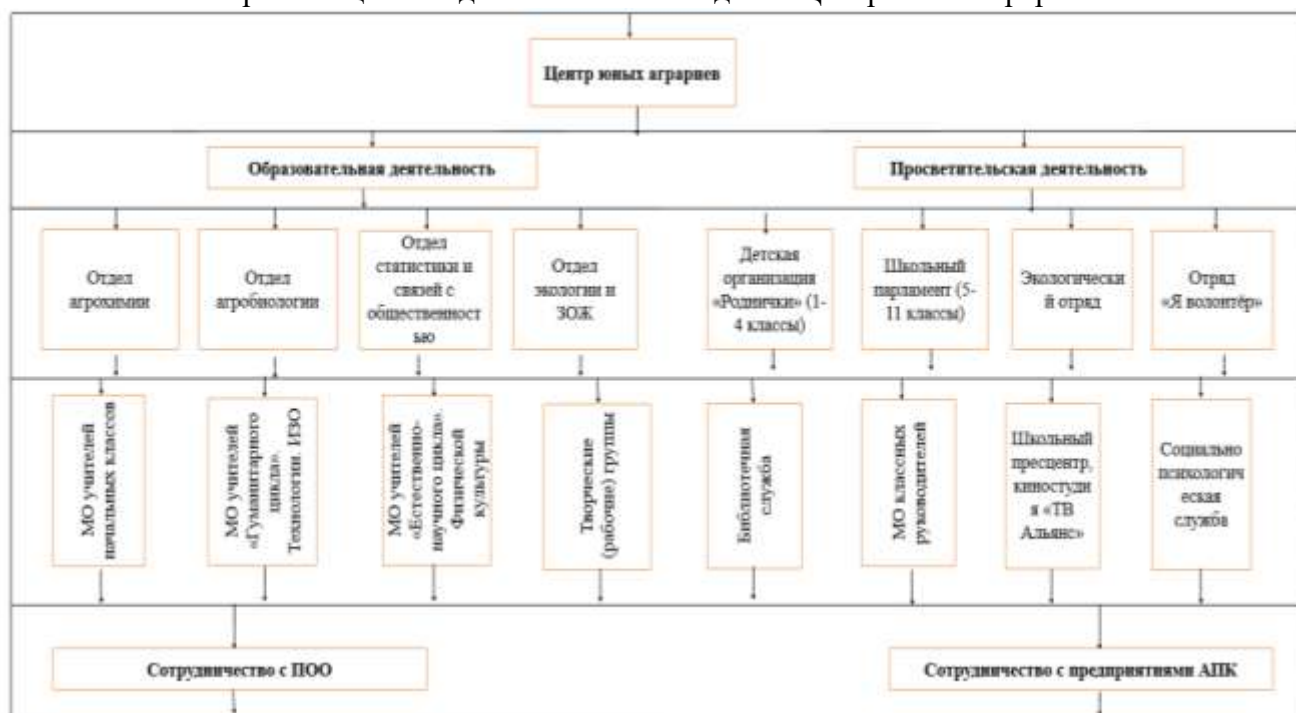 Центр юных аграриев
Образовательная деятельность
Просветительская деятельность
Отдел
агрохимии
Отдел
агробиологии
Отдел
статистики и
связей с
общественност
ью
Отдел
экологии и
ЗОЖ
Детская
организация
«Роднички» (1-
4 классы)
Школьный
парламент (5-
11 классы)
Экологически
й отряд
Отряд
«Я волонтёр»
МО учителей
начальных классов
МО учителей
«Гуманитарного
цикла».
Технологии. ИЗО
МО учителей
«Естественно-
научного цикла».
Физической
культуры
Творческие
(рабочие) группы
Библиотечная
служба
МО классных
руководителей
Школьный
пресцентр,
киностуди
я «ТВ
Альянс»
Социально
психологич
еская
служба
Сотрудничество с ПОО
Сотрудничество с предприятиями АПК